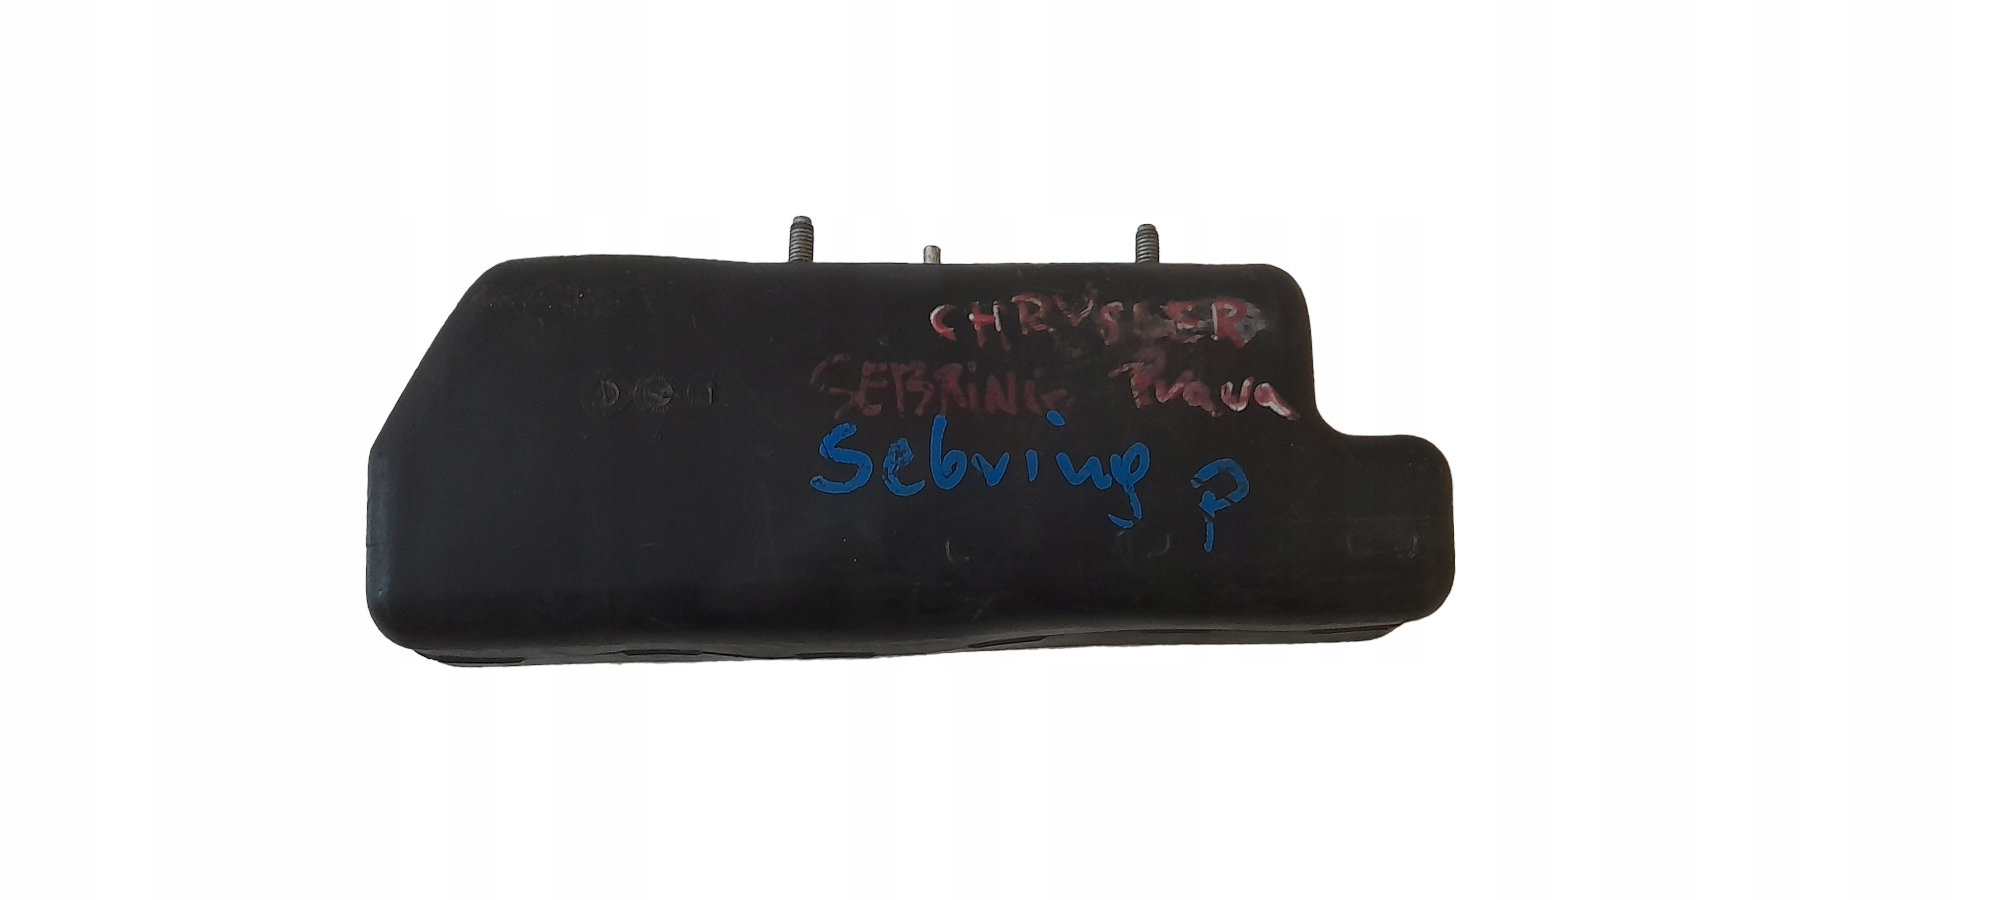 CHRYSLER
SEBRING Prawa
Sebring P